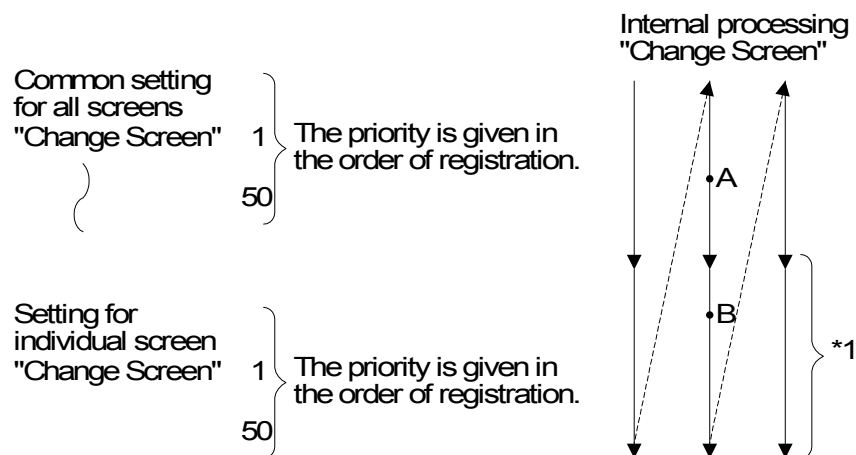 Internal processing
"Change Screen"
Common setting
for all screens
"Change Screen" 1
The priority is given in
the order of registration.
50
A
B
Setting for
individual screen
"Change Screen" 1
The priority is given in
the order of registration.
50
*1